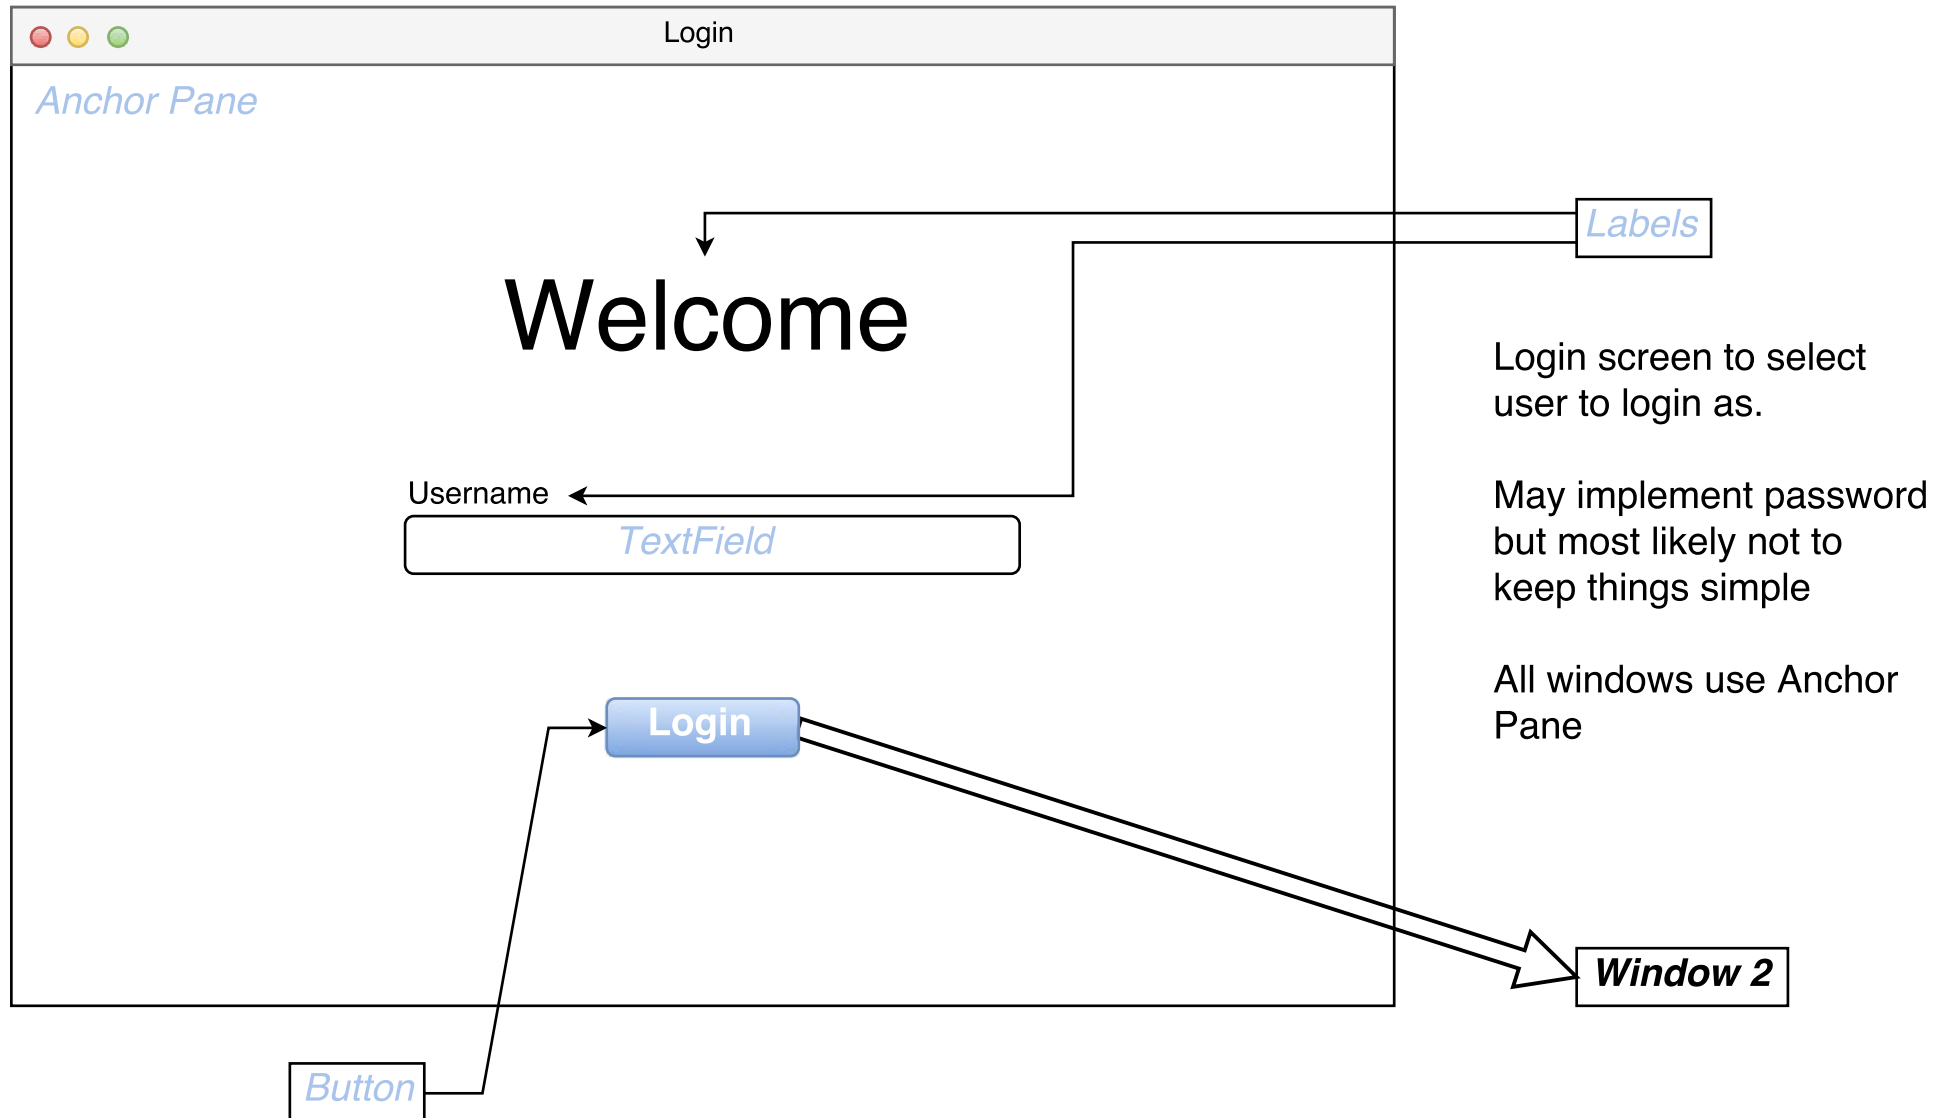 Login
Anchor Pane
Labels
Welcome
Login screen to select
user to login as.
May implement password
but most likely not to
keep things simple
All windows use Anchor
Pane
Username
TextField
Login
Window 2
Button